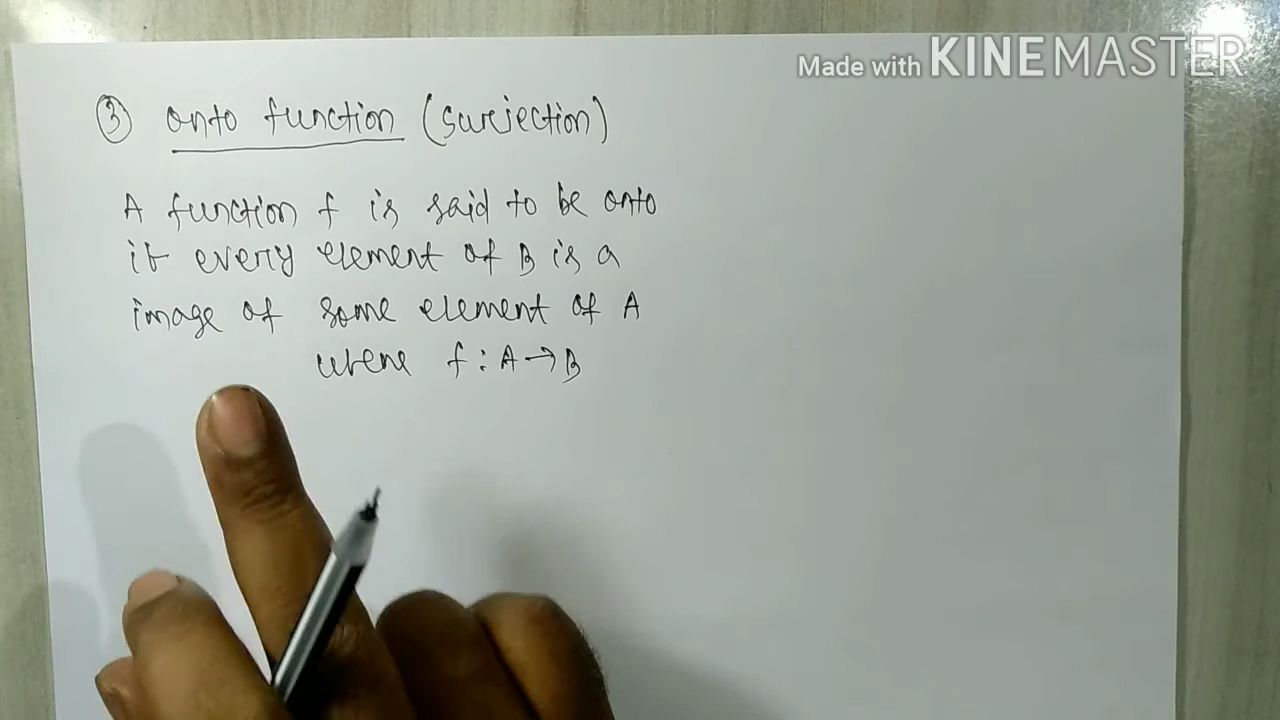 Made with KINEMASTER
③ onto function (surjection)
A function f is said to be onto
if every element of B is a
image of some element of A
where f : A → B